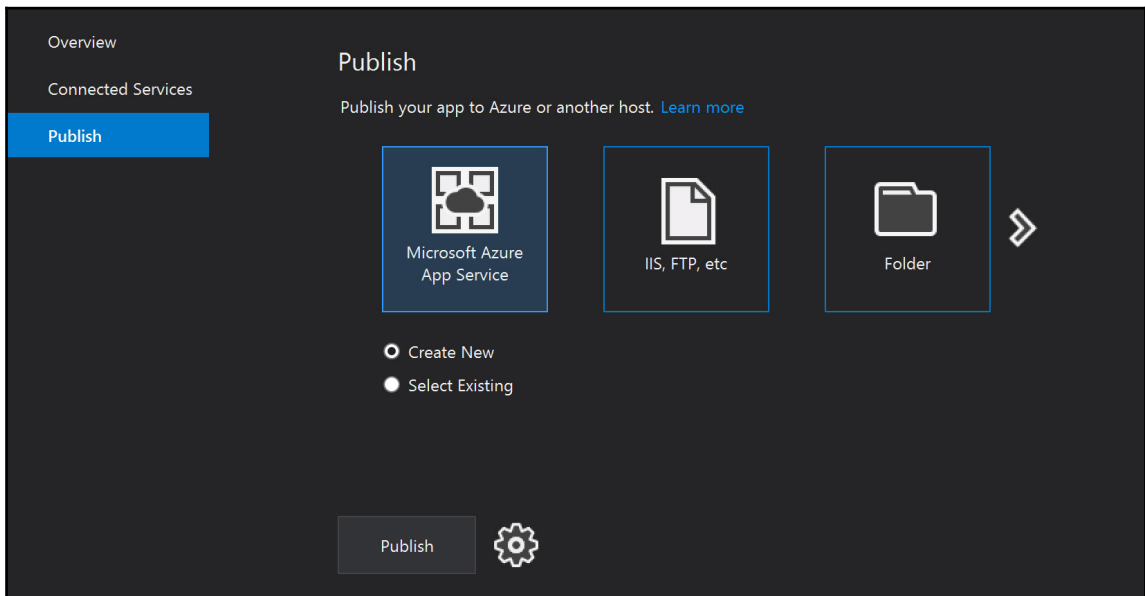 Overview
Connected Services
Publish
Publish
Publish your app to Azure or another host. Learn more
Microsoft Azure
App Service
IIS, FTP, etc
Folder
Create New
Select Existing
Publish